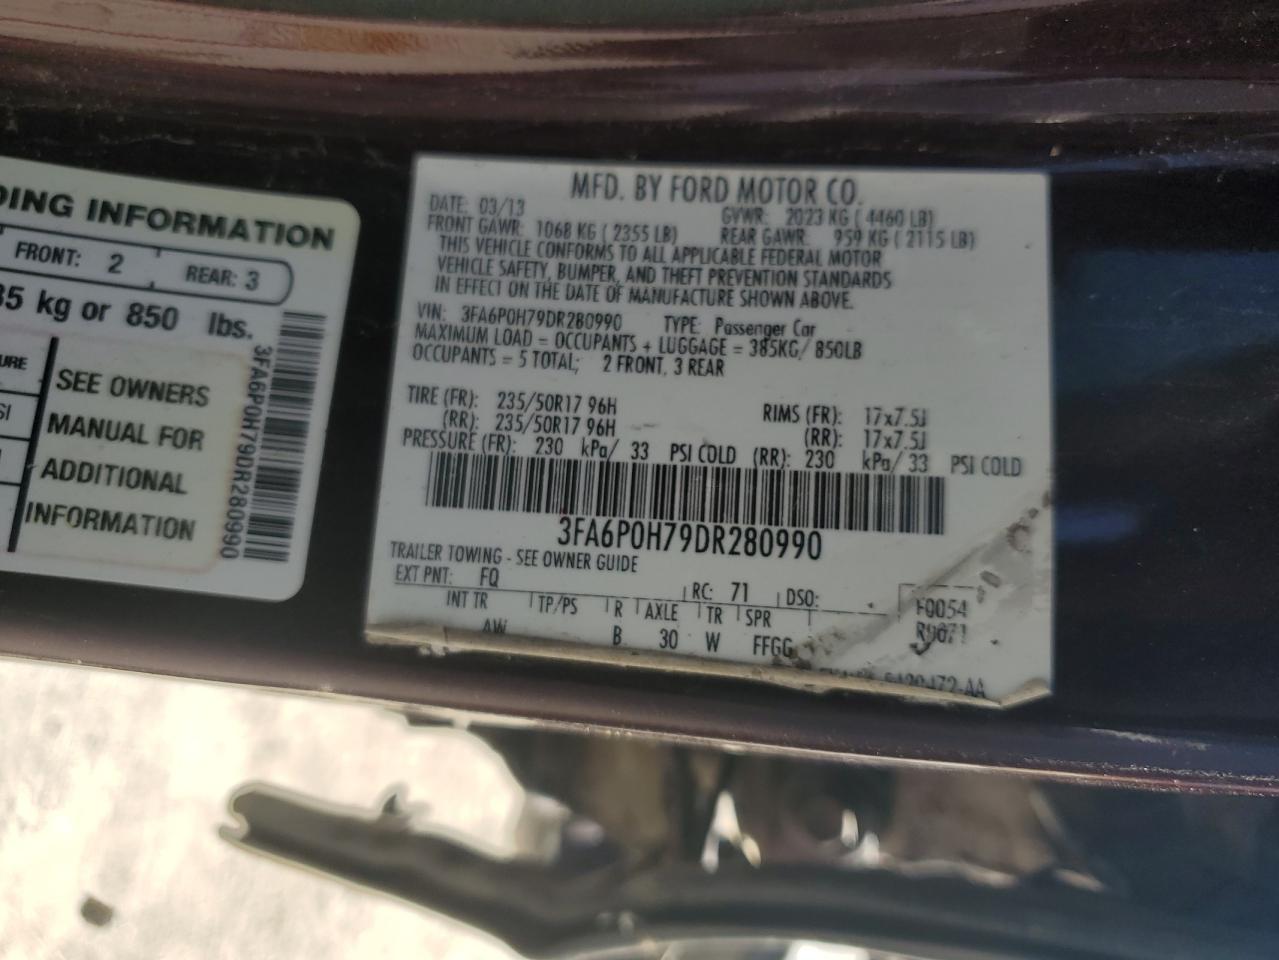 DING INFORMATION
FRONT: 2
REAR: 3
85 kg or 850 lbs.
URE
SI
SEE OWNERS
MANUAL FOR
ADDITIONAL
INFORMATION
3FA6P0H79DR280990
MFD. BY FORD MOTOR CO.
DATE: 03/13
GVWR: 2023 KG ( 4460 LB)
FRONT GAWR: 1068 KG ( 2355 LB)
REAR GAWR: 959 KG ( 2115 LB)
THIS VEHICLE CONFORMS TO ALL APPLICABLE FEDERAL MOTOR
VEHICLE SAFETY, BUMPER, AND THEFT PREVENTION STANDARDS
IN EFFECT ON THE DATE OF MANUFACTURE SHOWN ABOVE.
VIN: 3FA6P0H79DR280990 TYPE: Passenger Car
MAXIMUM LOAD = OCCUPANTS + LUGGAGE = 385KG/ 850LB
OCCUPANTS = 5 TOTAL; 2 FRONT, 3 REAR
TIRE (FR): 235/50R17 96H RIMS (FR): 17x7.5J
(RR): 235/50R17 96H (RR): 17x7.5J
PRESSURE (FR): 230 kPa/ 33 PSI COLD (RR): 230 kPa/ 33 PSI COLD
3FA6P0H79DR280990
TRAILER TOWING - SEE OWNER GUIDE
EXT PNT: FQ RC: 71 DSO:
F0054
INT TR TP/PS R AXLE TR SPR
AW B 30 W FFGG